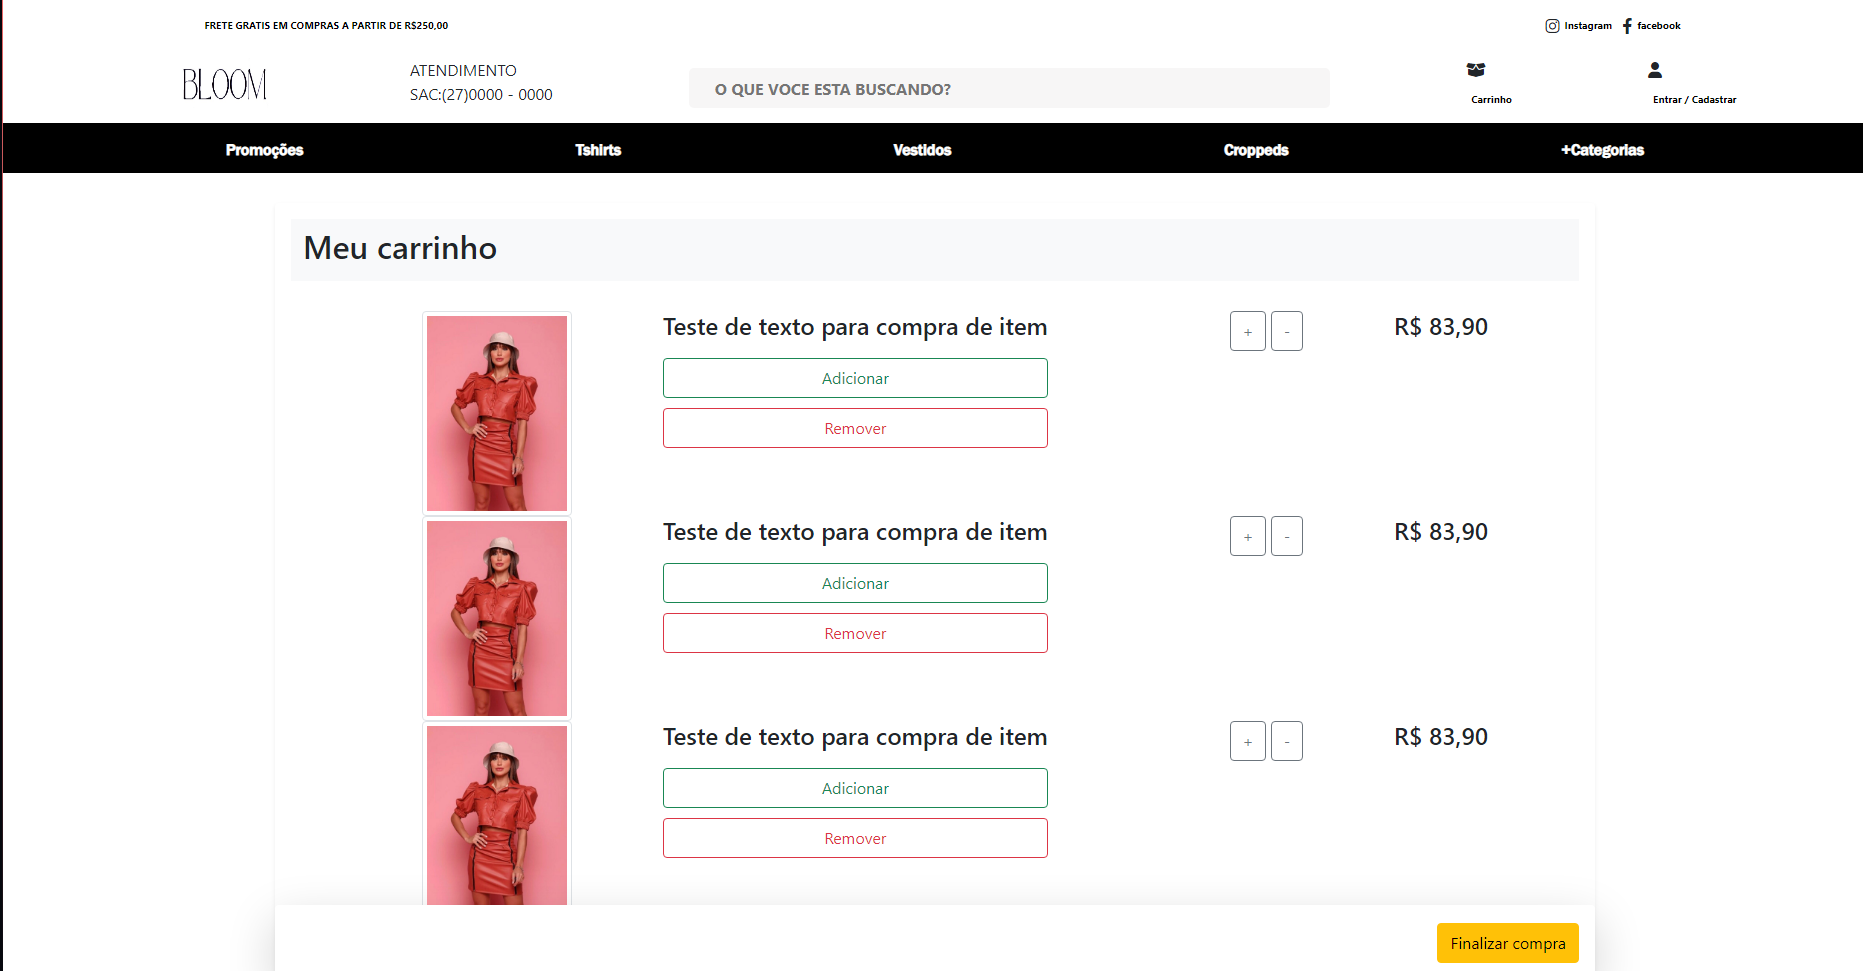 FRETE GRATIS EM COMPRAS A PARTIR DE R$250,00
Instagram facebook
BLOOM
ATENDIMENTO
SAC:(27)0000 - 0000
O QUE VOCE ESTA BUSCANDO?
Carrinho
Entrar / Cadastrar
Promoções Tshirts Vestidos Croppeds +Categorias
Meu carrinho
Teste de texto para compra de item + - R$ 83,90
Adicionar
Remover
Teste de texto para compra de item + - R$ 83,90
Adicionar
Remover
Teste de texto para compra de item + - R$ 83,90
Adicionar
Remover
Finalizar compra